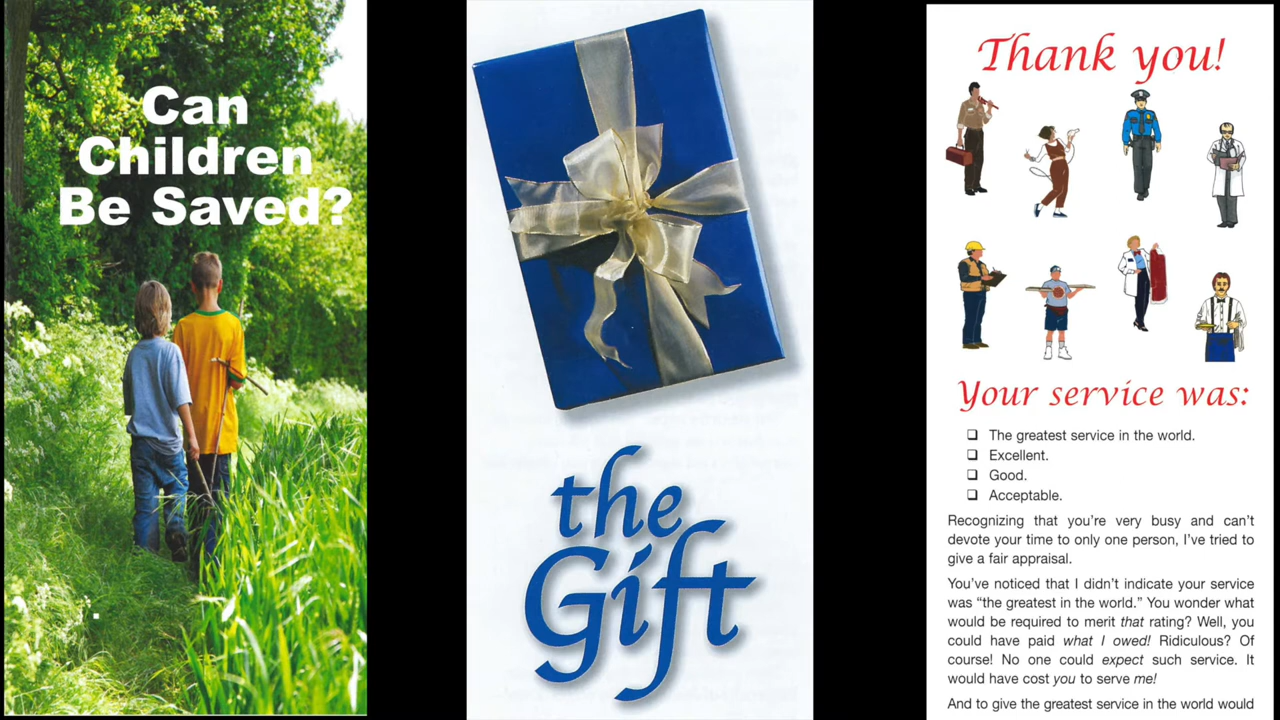 Can
Children
Be Saved?
the
Gift
Thank you!
Your service was:
❑ The greatest service in the world.
❑ Excellent.
❑ Good.
❑ Acceptable.
Recognizing that you're very busy and can't
devote your time to only one person, I've tried to
give a fair appraisal.
You've noticed that I didn't indicate your service
was “the greatest in the world.” You wonder what
would be required to merit that rating? Well, you
could have paid what I owed! Ridiculous? Of
course! No one could expect such service. It
would have cost you to serve me!
And to give the greatest service in the world would